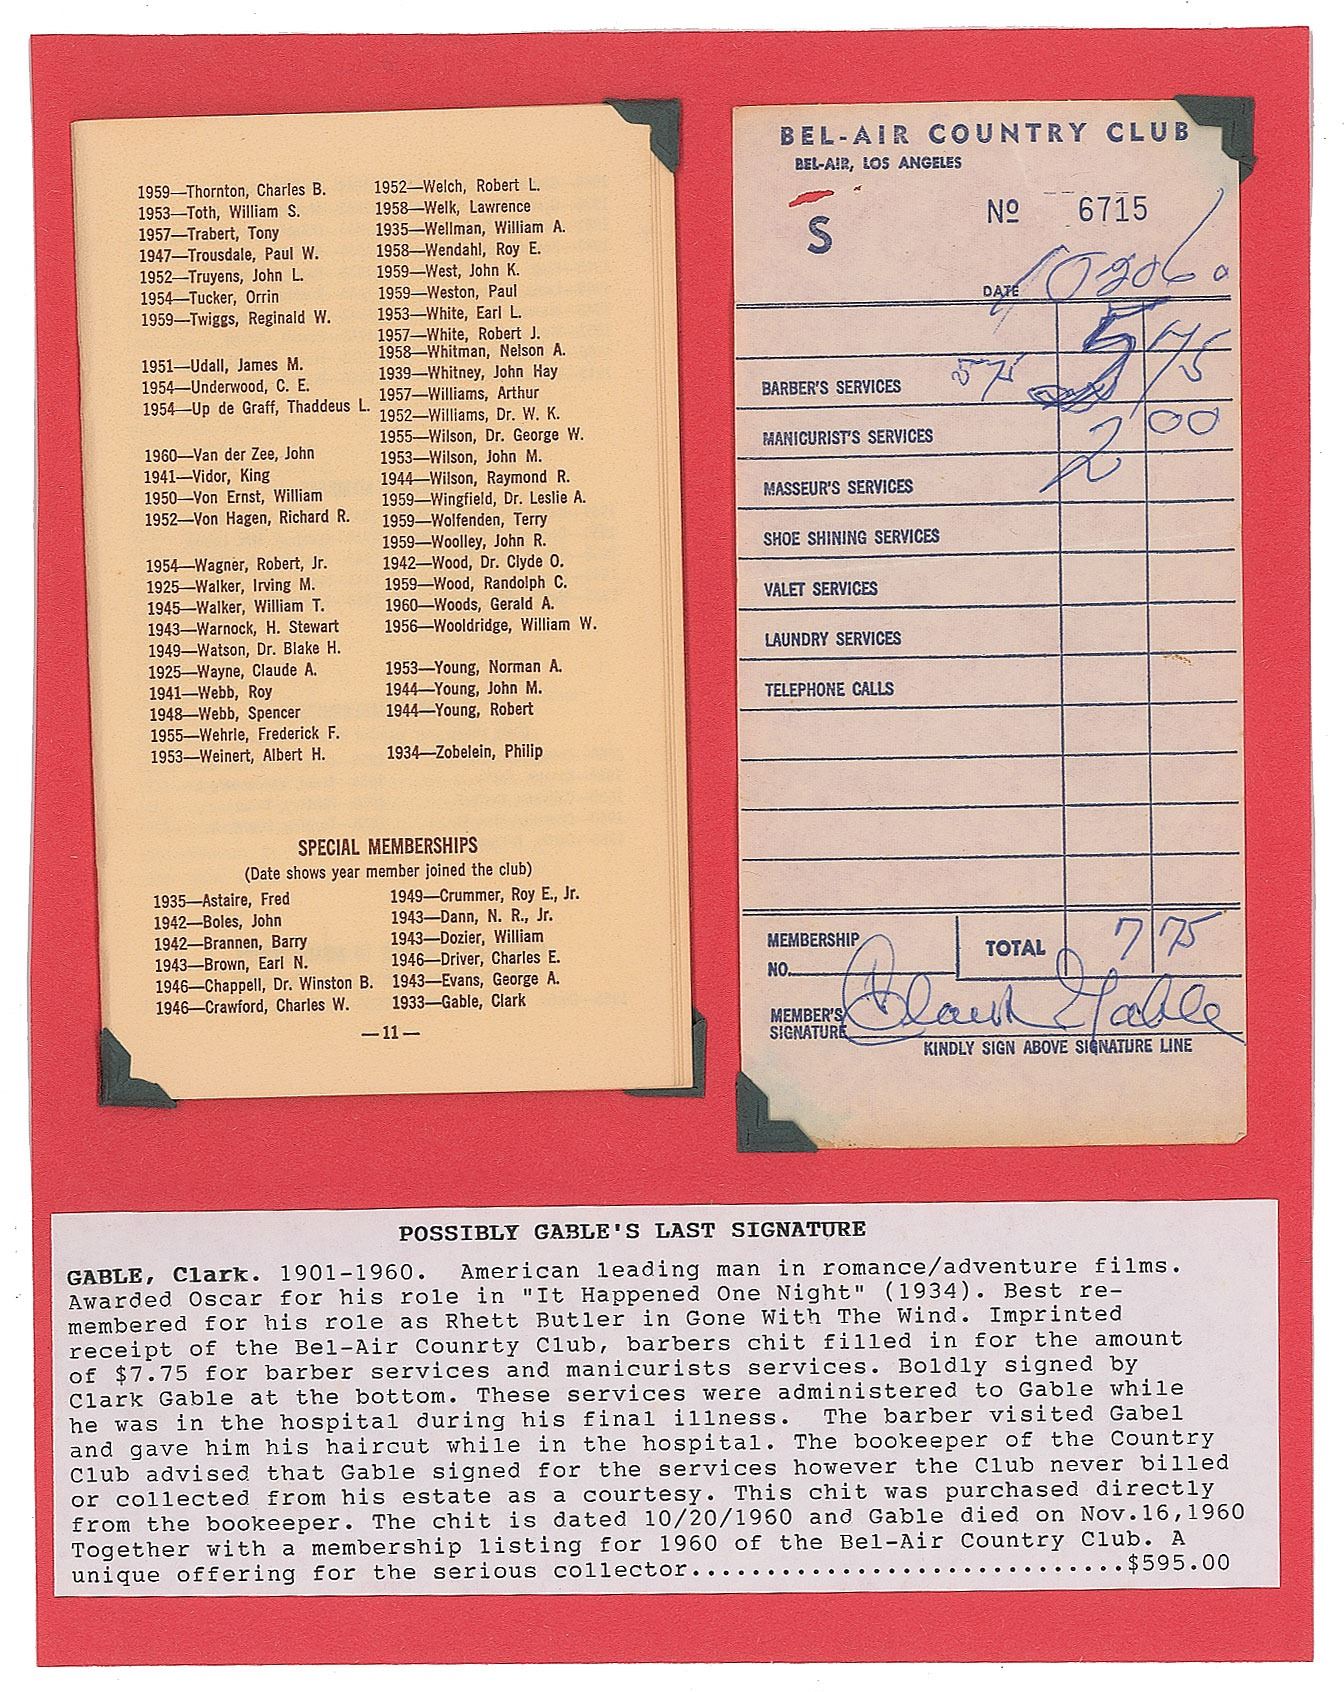 1959—Thornton, Charles B.
1953—Toth, William S.
1957—Trabert, Tony
1947—Trousdale, Paul W.
1952—Truyens, John L.
1954—Tucker, Orrin
1959—Twiggs, Reginald W.
1951—Udall, James M.
1954—Underwood, C. E.
1954—Up de Graff, Thaddeus L.
1960—Van der Zee, John
1941—Vidor, King
1950—Von Ernst, William
1952—Von Hagen, Richard R.
1954—Wagner, Robert, Jr.
1925—Walker, Irving M.
1945—Walker, William T.
1943—Warnock, H. Stewart
1949—Watson, Dr. Blake H.
1925—Wayne, Claude A.
1941—Webb, Roy
1948—Webb, Spencer
1955—Wehrle, Frederick F.
1953—Weinert, Albert H.
1952—Welch, Robert L.
1958—Welk, Lawrence
1935—Wellman, William A.
1958—Wendahl, Roy E.
1959—West, John K.
1959—Weston, Paul
1953—White, Earl L.
1957—White, Robert J.
1958—Whitman, Nelson A.
1939—Whitney, John Hay
1957—Williams, Arthur
1952—Williams, Dr. W. K.
1955—Wilson, Dr. George W.
1953—Wilson, John M.
1944—Wilson, Raymond R.
1959—Wingfield, Dr. Leslie A.
1959—Wolfenden, Terry
1959—Woolley, John R.
1942—Wood, Dr. Clyde O.
1959—Wood, Randolph C.
1960—Woods, Gerald A.
1956—Wooldridge, William W.
1953—Young, Norman A.
1944—Young, John M.
1944—Young, Robert
1934—Zobelein, Philip
SPECIAL MEMBERSHIPS
(Date shows year member joined the club)
1935—Astaire, Fred
1942—Boles, John
1942—Brannen, Barry
1943—Brown, Earl N.
1946—Chappell, Dr. Winston B.
1946—Crawford, Charles W.
1949—Crummer, Roy E., Jr.
1943—Dann, N. R., Jr.
1943—Dozier, William
1946—Driver, Charles E.
1943—Evans, George A.
1933—Gable, Clark
—11—
BEL-AIR COUNTRY CLUB
BEL-AIR, LOS ANGELES
S
Nº 6715
DATE 10 20 6 0
5 75
BARBER'S SERVICES 5 75
MANICURIST'S SERVICES 2 00
MASSEUR'S SERVICES
SHOE SHINING SERVICES
VALET SERVICES
LAUNDRY SERVICES
TELEPHONE CALLS
MEMBERSHIP
NO. TOTAL 7 75
MEMBER'S
SIGNATURE Clark Gable
KINDLY SIGN ABOVE SIGNATURE LINE
POSSIBLY GABLE'S LAST SIGNATURE
GABLE, Clark. 1901-1960. American leading man in romance/adventure films.
Awarded Oscar for his role in "It Happened One Night" (1934). Best re-
membered for his role as Rhett Butler in Gone With The Wind. Imprinted
receipt of the Bel-Air Counrty Club, barbers chit filled in for the amount
of $7.75 for barber services and manicurists services. Boldly signed by
Clark Gable at the bottom. These services were administered to Gable while
he was in the hospital during his final illness. The barber visited Gabel
and gave him his haircut while in the hospital. The bookeeper of the Country
Club advised that Gable signed for the services however the Club never billed
or collected from his estate as a courtesy. This chit was purchased directly
from the bookeeper. The chit is dated 10/20/1960 and Gable died on Nov.16,1960
Together with a membership listing for 1960 of the Bel-Air Country Club. A
unique offering for the serious collector.............................$595.00